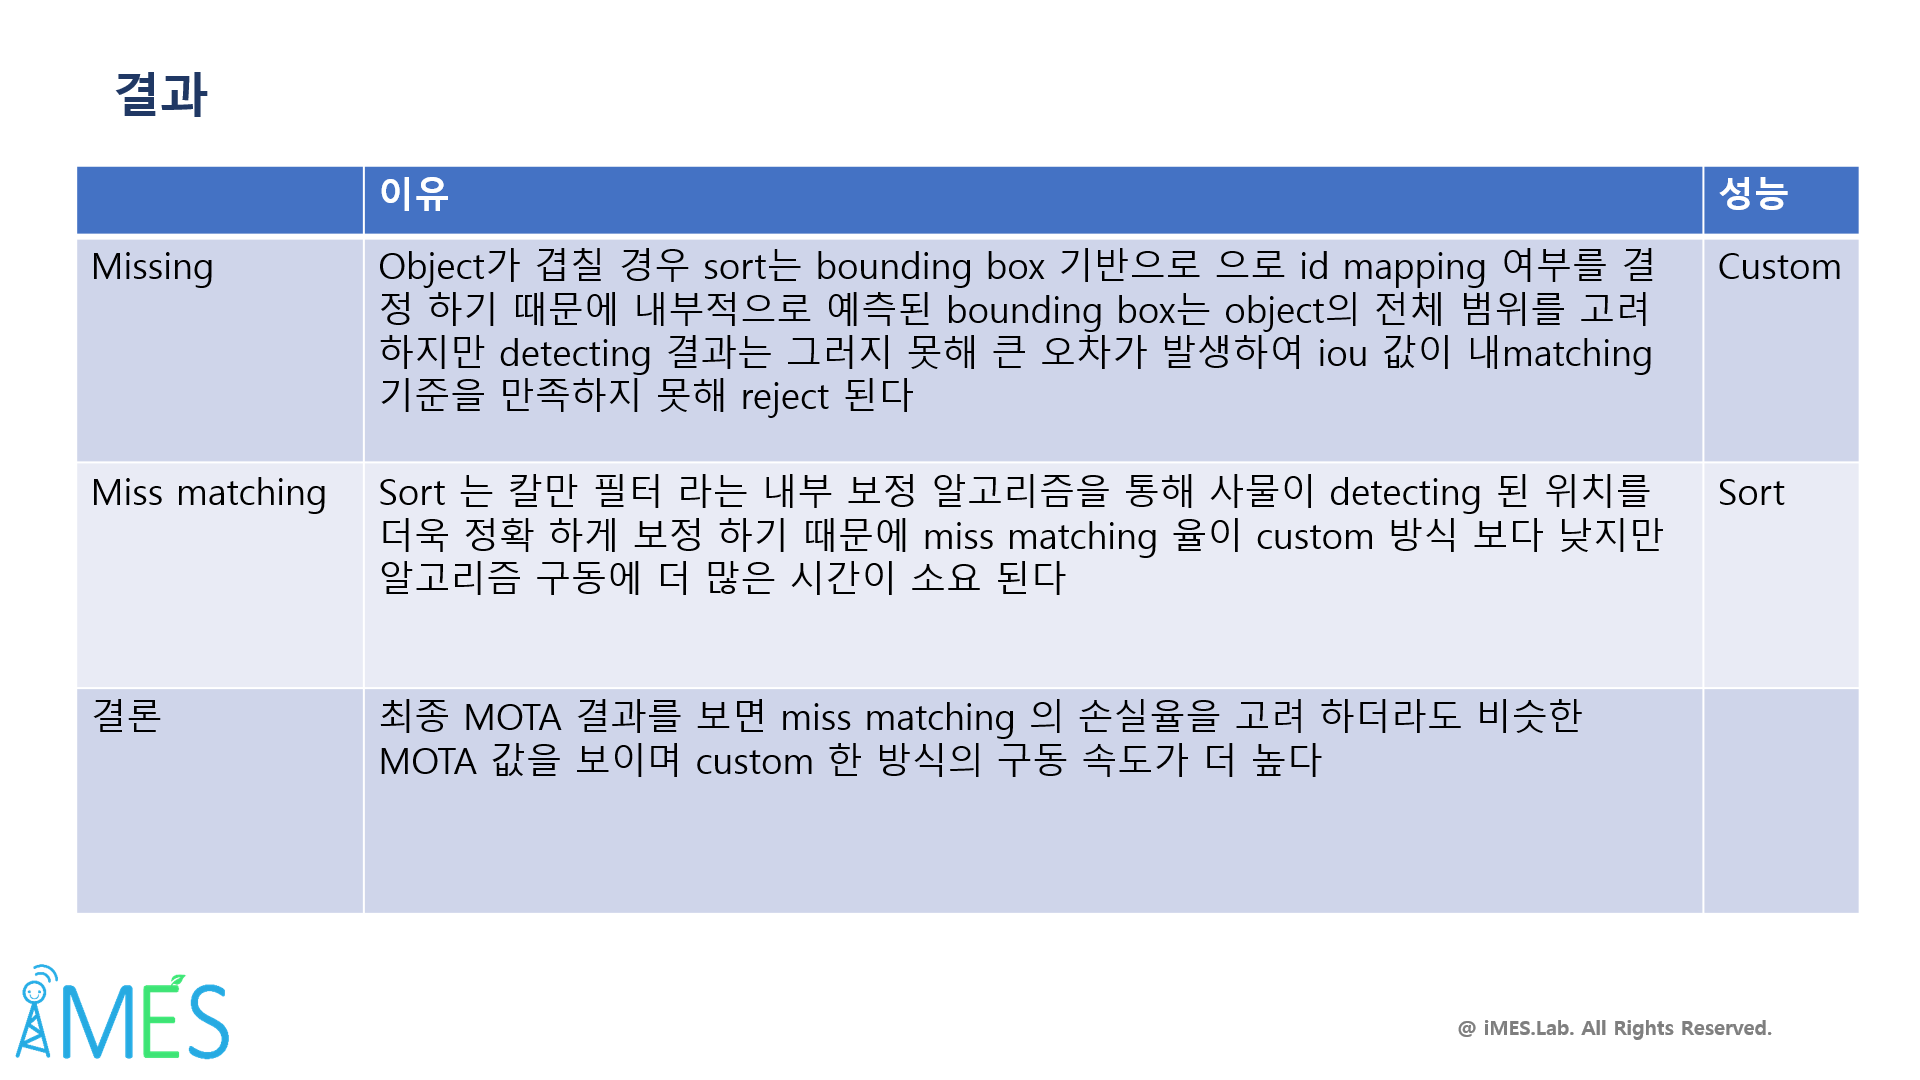 결과
이유
성능
Missing
Object가 겹칠 경우 sort는 bounding box 기반으로 으로 id mapping 여부를 결
정 하기 때문에 내부적으로 예측된 bounding box는 object의 전체 범위를 고려
하지만 detecting 결과는 그러지 못해 큰 오차가 발생하여 iou 값이 내matching
기준을 만족하지 못해 reject 된다
Custom
Miss matching
Sort 는 칼만 필터 라는 내부 보정 알고리즘을 통해 사물이 detecting 된 위치를
더욱 정확 하게 보정 하기 때문에 miss matching 율이 custom 방식 보다 낮지만
알고리즘 구동에 더 많은 시간이 소요 된다
Sort
결론
최종 MOTA 결과를 보면 miss matching 의 손실율을 고려 하더라도 비슷한
MOTA 값을 보이며 custom 한 방식의 구동 속도가 더 높다
iMES
@ iMES.Lab. All Rights Reserved.